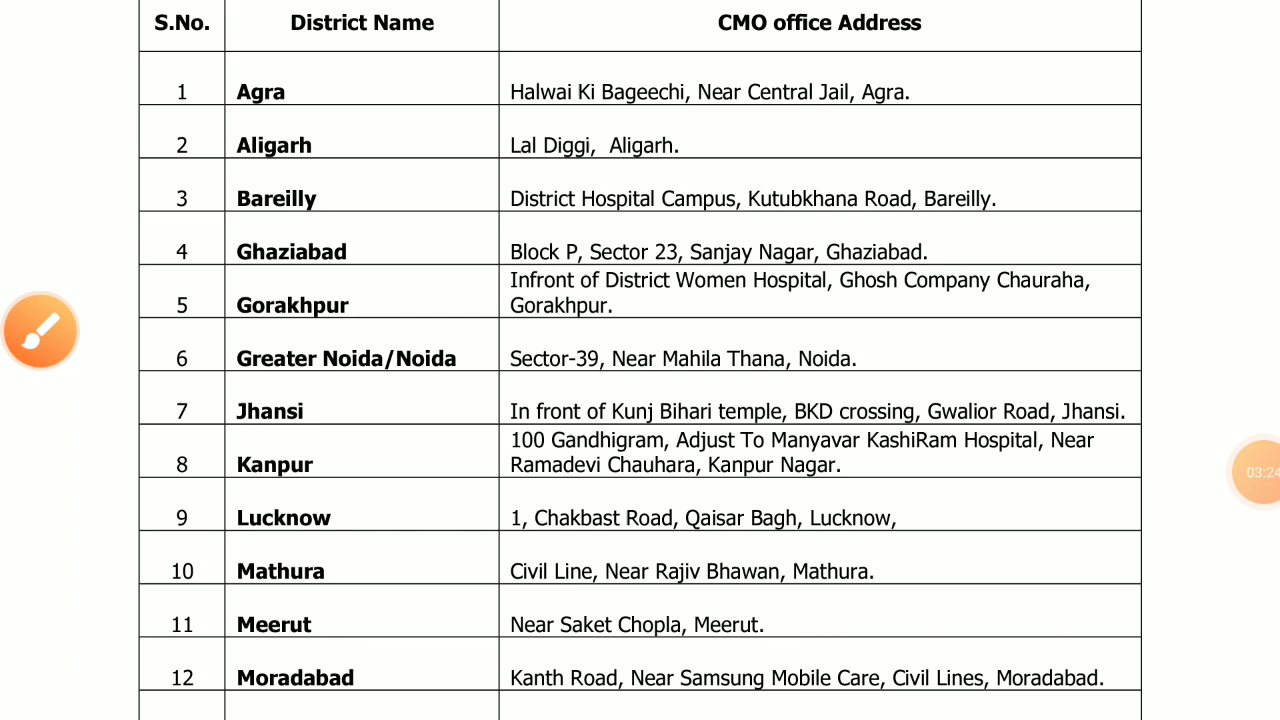 S.No. District Name CMO office Address
1 Agra Halwai Ki Bageechi, Near Central Jail, Agra.
2 Aligarh Lal Diggi, Aligarh.
3 Bareilly District Hospital Campus, Kutubkhana Road, Bareilly.
4 Ghaziabad Block P, Sector 23, Sanjay Nagar, Ghaziabad.
Infront of District Women Hospital, Ghosh Company Chauraha,
5 Gorakhpur Gorakhpur.
6 Greater Noida/Noida Sector-39, Near Mahila Thana, Noida.
7 Jhansi In front of Kunj Bihari temple, BKD crossing, Gwalior Road, Jhansi.
100 Gandhigram, Adjust To Manyavar KashiRam Hospital, Near
8 Kanpur Ramadevi Chauhara, Kanpur Nagar.
03:24
9 Lucknow 1, Chakbast Road, Qaisar Bagh, Lucknow,
10 Mathura Civil Line, Near Rajiv Bhawan, Mathura.
11 Meerut Near Saket Chopla, Meerut.
12 Moradabad Kanth Road, Near Samsung Mobile Care, Civil Lines, Moradabad.